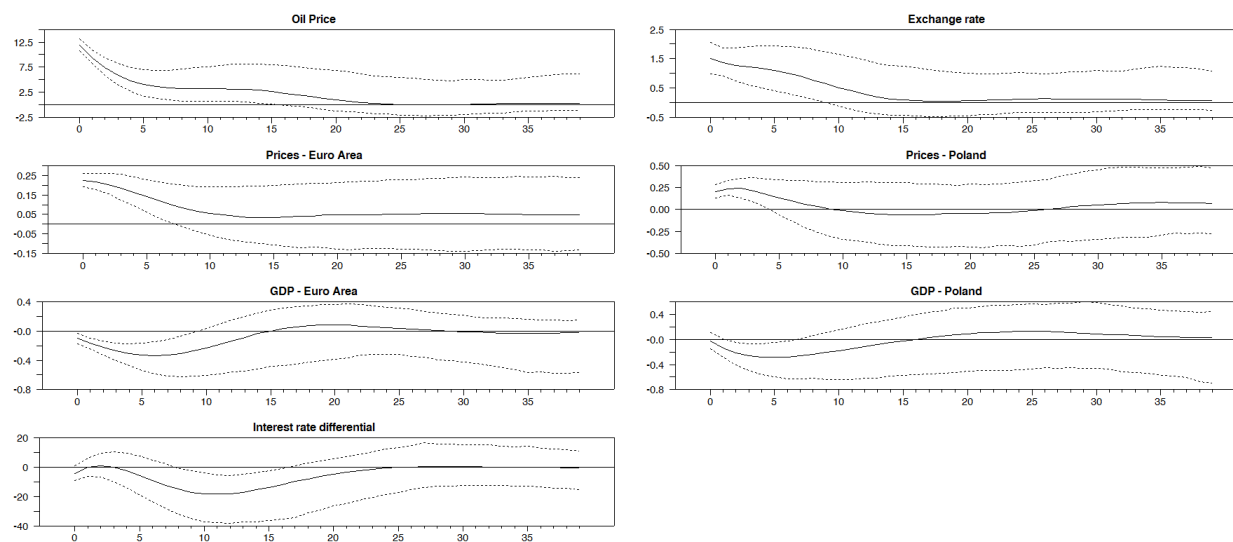 Oil Price
12.5
7.5
2.5
-2.5
0 5 10 15 20 25 30 35
Exchange rate
2.5
1.5
0.5
-0.5
0 5 10 15 20 25 30 35
Prices - Euro Area
0.25
0.15
0.05
-0.05
-0.15
0 5 10 15 20 25 30 35
Prices - Poland
0.50
0.25
0.00
-0.25
-0.50
0 5 10 15 20 25 30 35
GDP - Euro Area
0.4
-0.0
-0.4
-0.8
0 5 10 15 20 25 30 35
GDP - Poland
0.4
-0.0
-0.4
-0.8
0 5 10 15 20 25 30 35
Interest rate differential
20
0
-20
-40
0 5 10 15 20 25 30 35